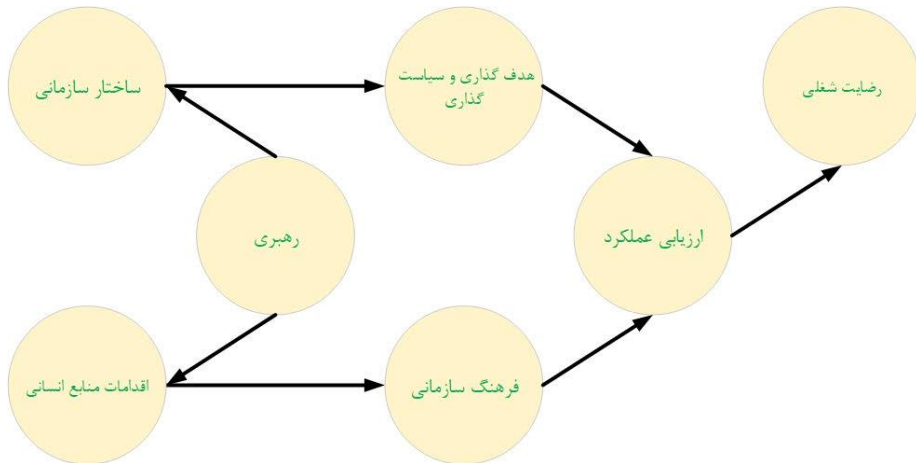 رضایت شغلی
هدف گذاری و سیاست
گذاری
ساختار سازمانی
ارزیابی عملکرد
رهبری
فرهنگ سازمانی
اقدامات منابع انسانی